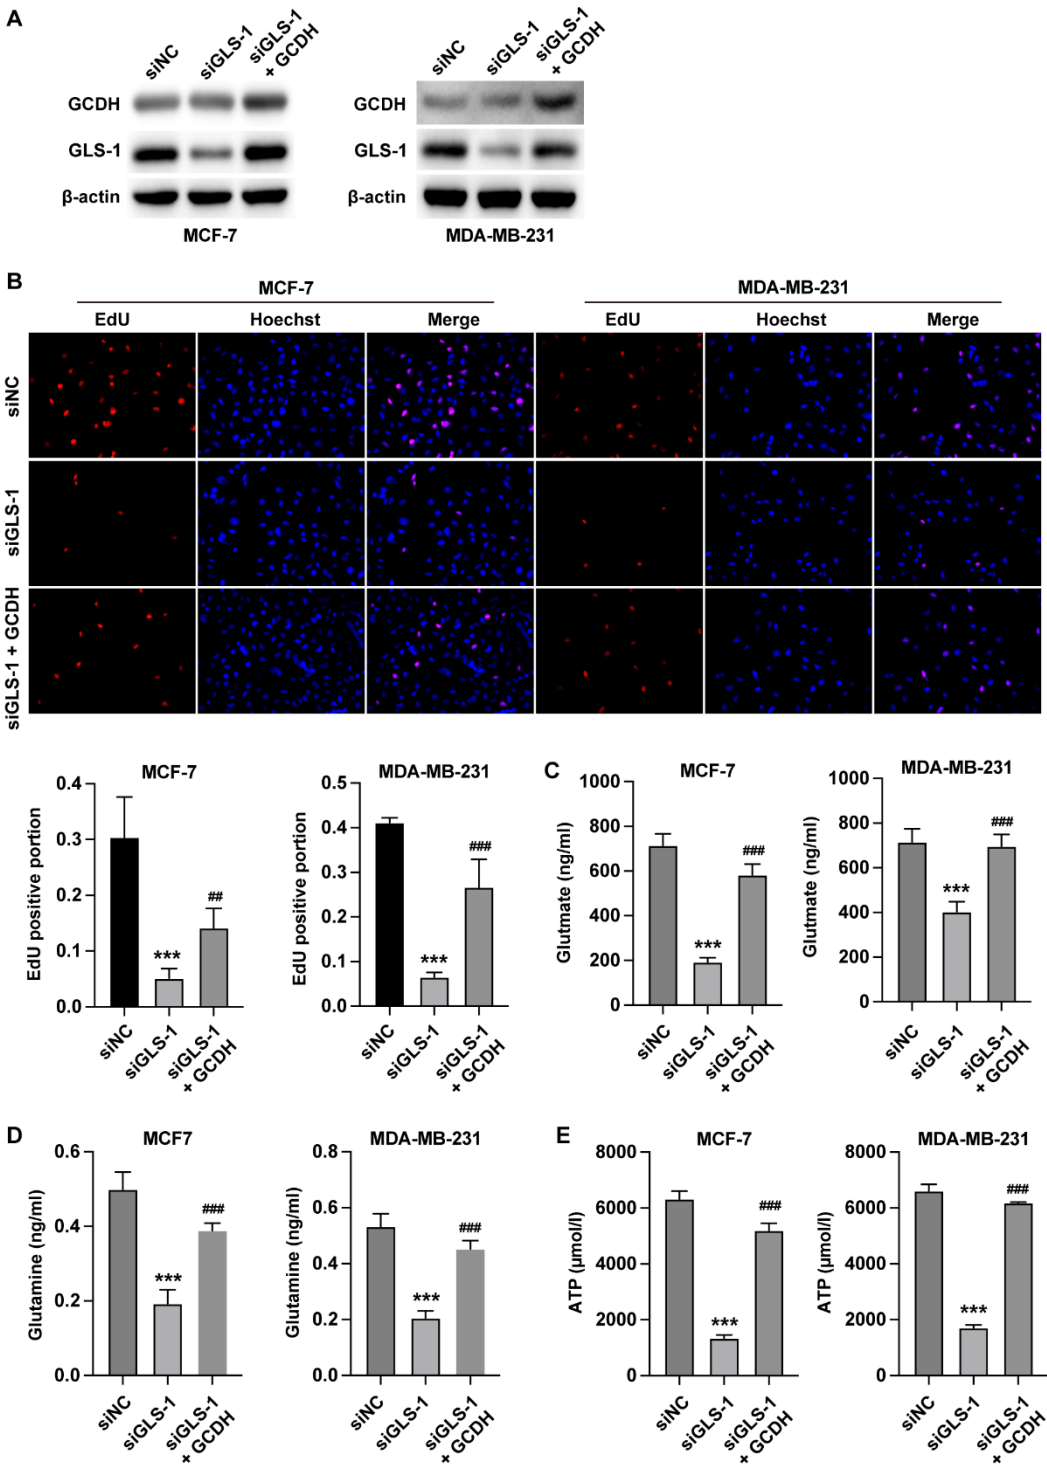 A
siNC
siGLS-1
siGLS-1
+ GCDH
siNC
siGLS-1
siGLS-1
+ GCDH
GCDH
GLS-1
β-actin
MCF-7
GCDH
GLS-1
β-actin
MDA-MB-231
B
MCF-7
MDA-MB-231
EdU
Hoechst
Merge
EdU
Hoechst
Merge
siNC
siGLS-1
siGLS-1 + GCDH
MCF-7
EdU positive portion
0.4
0.3
0.2
0.1
0.0
***
##
siNC
siGLS-1
siGLS-1
+ GCDH
MDA-MB-231
EdU positive portion
0.5
0.4
0.3
0.2
0.1
0.0
***
###
siNC
siGLS-1
siGLS-1
+ GCDH
C
MCF-7
Glutmate (ng/ml)
1000
800
600
400
200
0
***
###
siNC
siGLS-1
siGLS-1
+ GCDH
MDA-MB-231
Glutmate (ng/ml)
1000
800
600
400
200
0
***
###
siNC
siGLS-1
siGLS-1
+ GCDH
D
MCF7
Glutamine (ng/ml)
0.6
0.4
0.2
0.0
***
###
siNC
siGLS-1
siGLS-1
+ GCDH
MDA-MB-231
Glutamine (ng/ml)
0.8
0.6
0.4
0.2
0.0
***
###
siNC
siGLS-1
siGLS-1
+ GCDH
E
MCF-7
ATP (μmol/l)
8000
6000
4000
2000
0
***
###
siNC
siGLS-1
siGLS-1
+ GCDH
MDA-MB-231
ATP (μmol/l)
8000
6000
4000
2000
0
***
###
siNC
siGLS-1
siGLS-1
+ GCDH